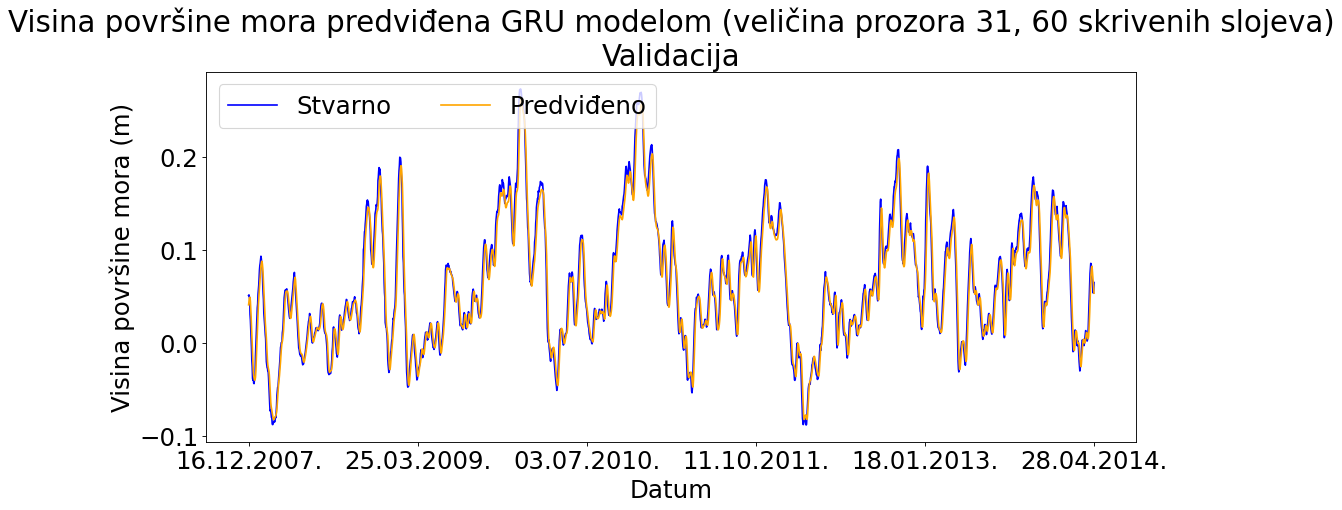 Visina površine mora predviđena GRU modelom (veličina prozora 31, 60 skrivenih slojeva)
Validacija
Stvarno Predviđeno
Visina površine mora (m)
0.2
0.1
0.0
−0.1
16.12.2007. 25.03.2009. 03.07.2010. 11.10.2011. 18.01.2013. 28.04.2014.
Datum